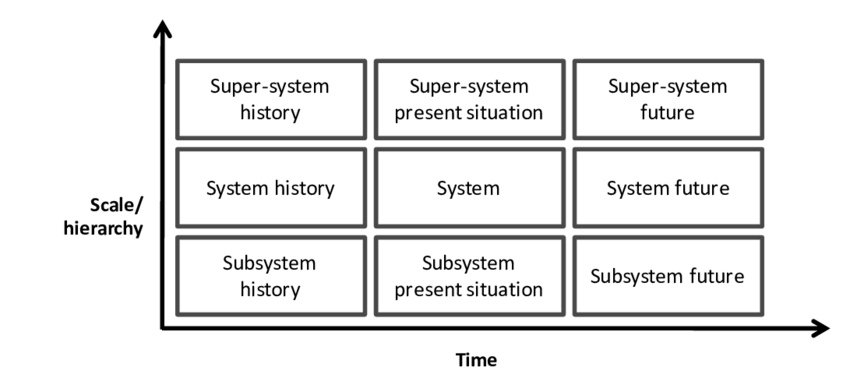 Super-system
history
Super-system
present situation
Super-system
future
System history
System
System future
Scale/
hierarchy
Subsystem
history
Subsystem
present situation
Subsystem future
Time